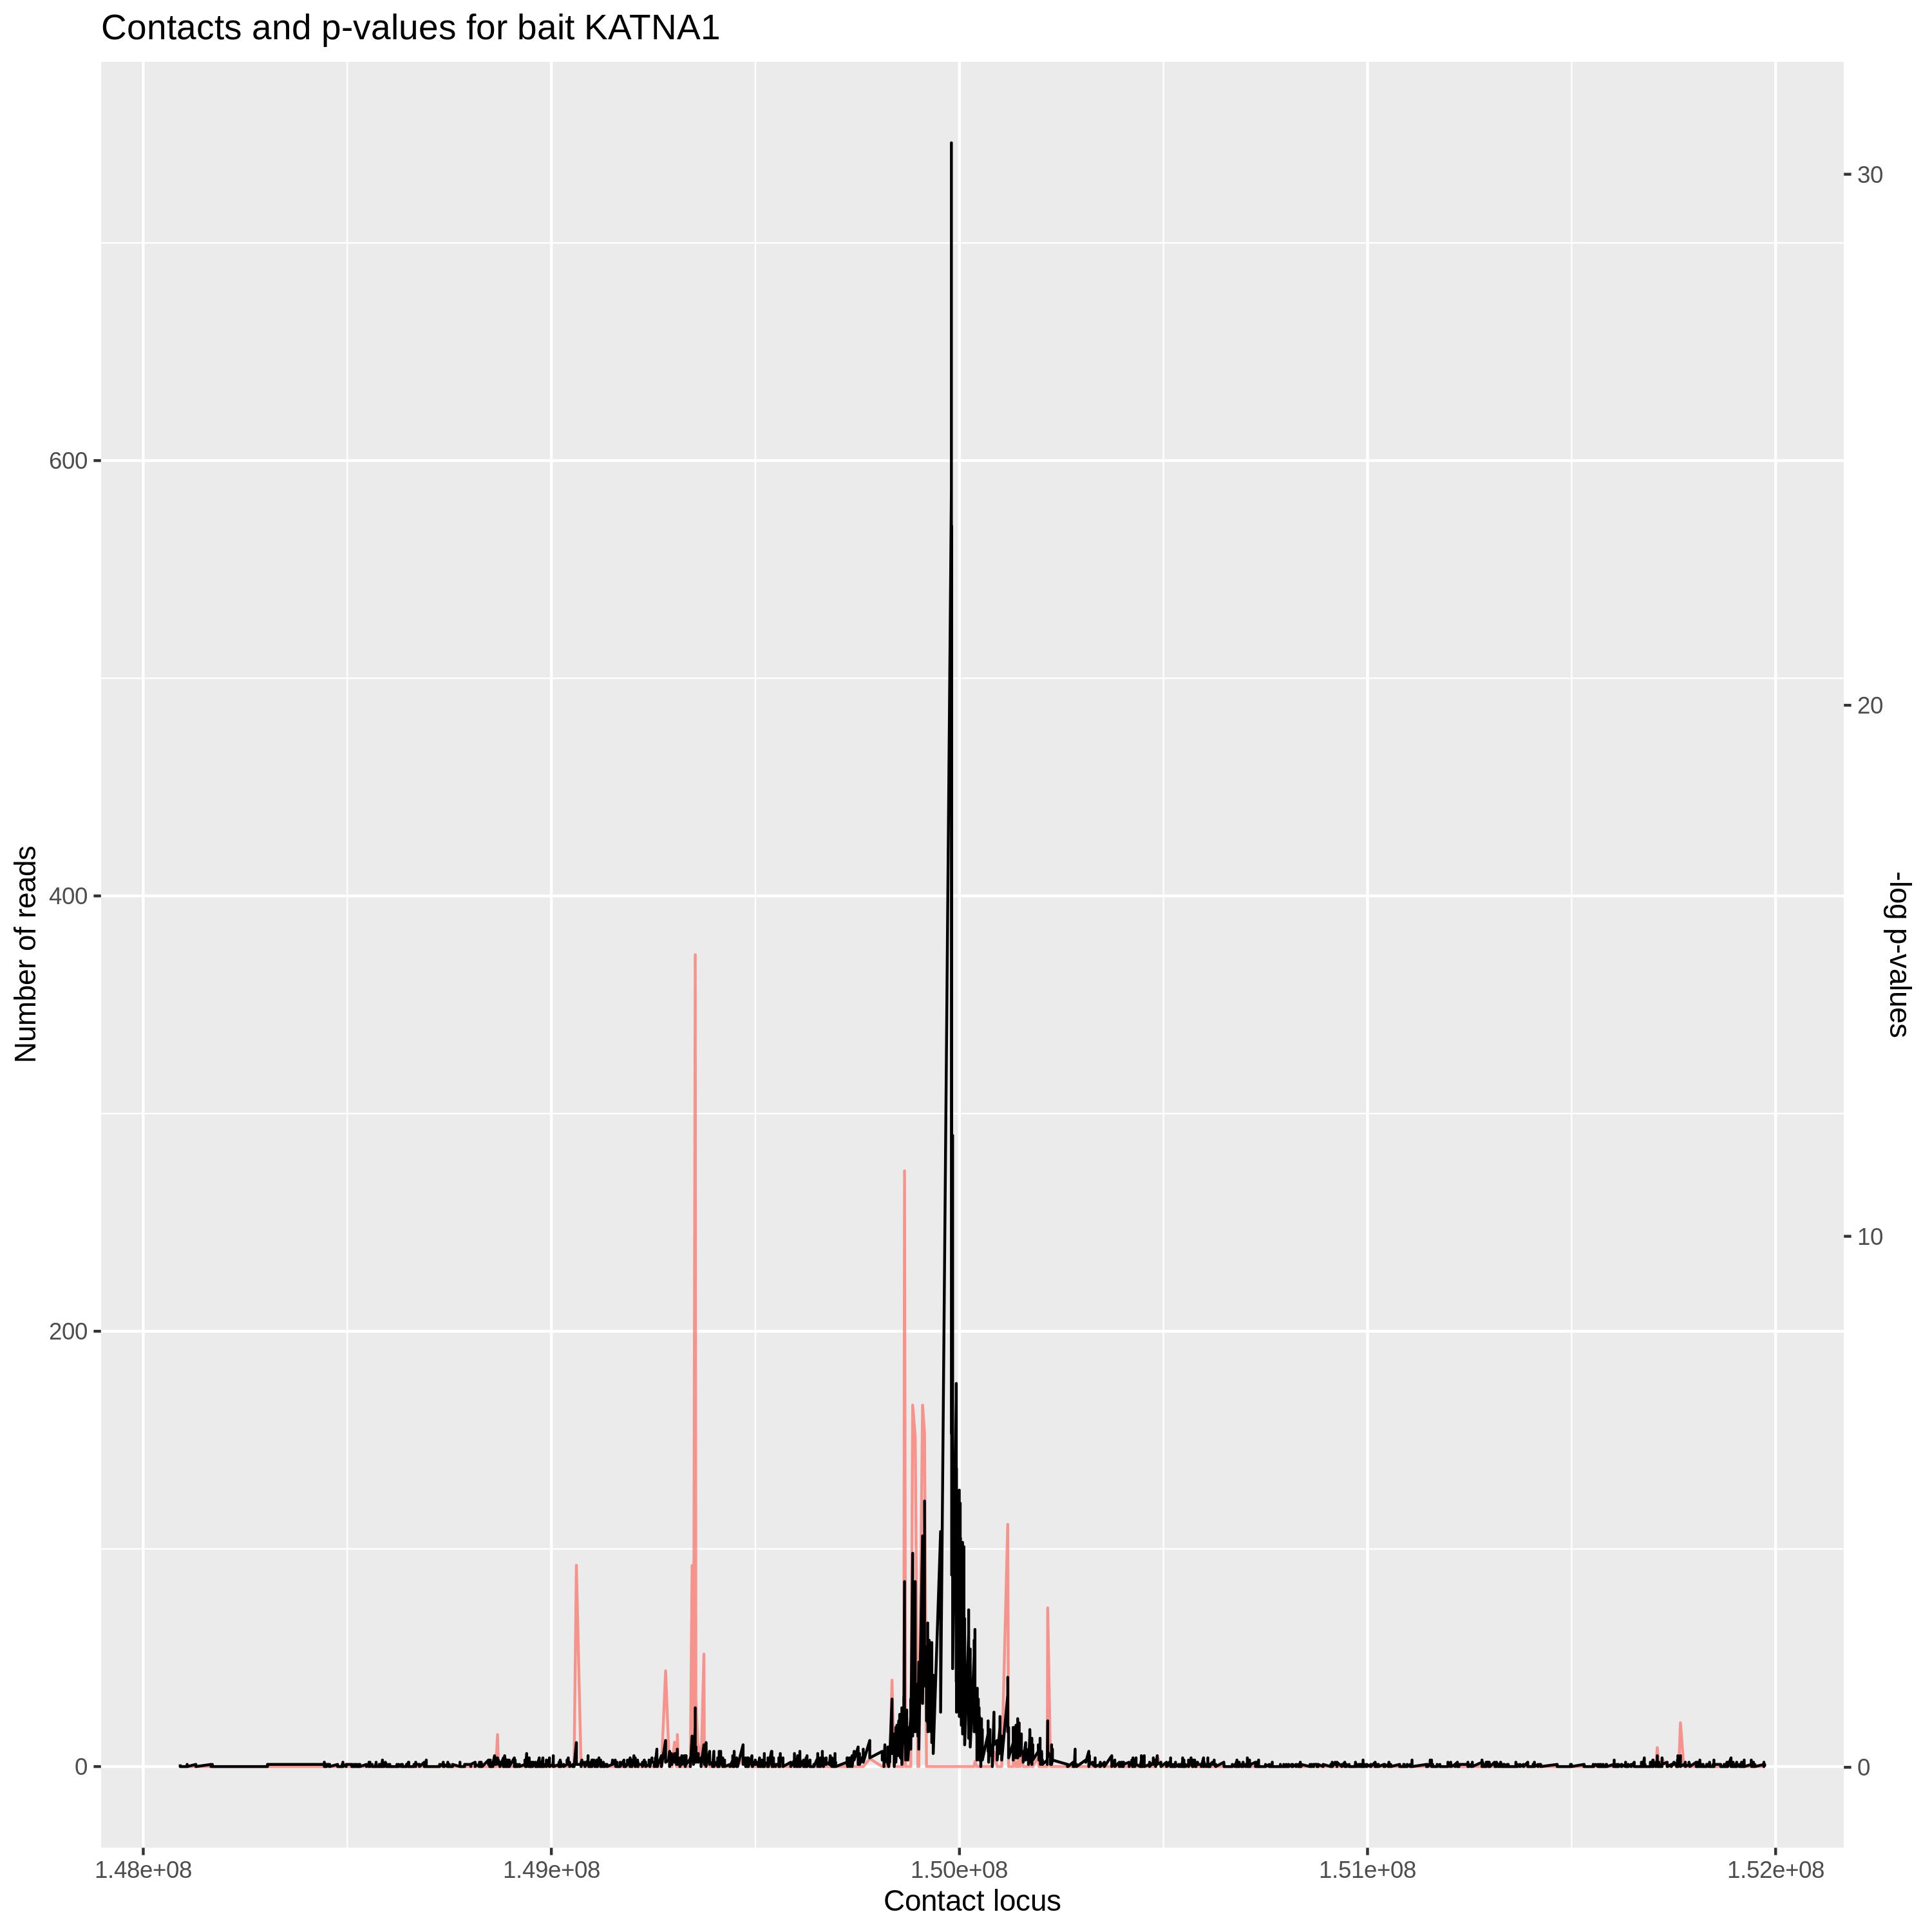 Contacts and p-values for bait KATNA1
Number of reads
600
400
200
0
30
20
10
0
-log p-values
1.48e+08
1.49e+08
1.50e+08
1.51e+08
1.52e+08
Contact locus